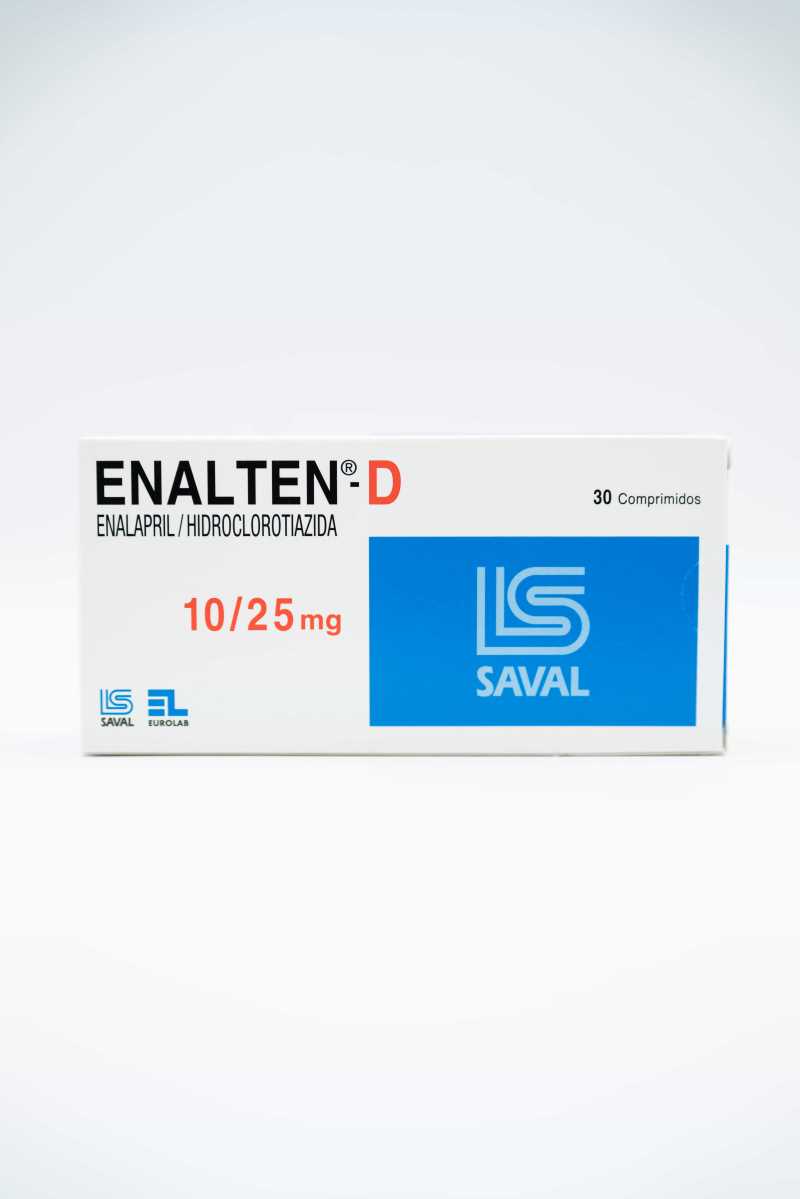 ENALTEN®-D
ENALAPRIL/HIDROCLOROTIAZIDA
30 Comprimidos
10/25 mg
SAVAL
SAVAL
EUROLAB